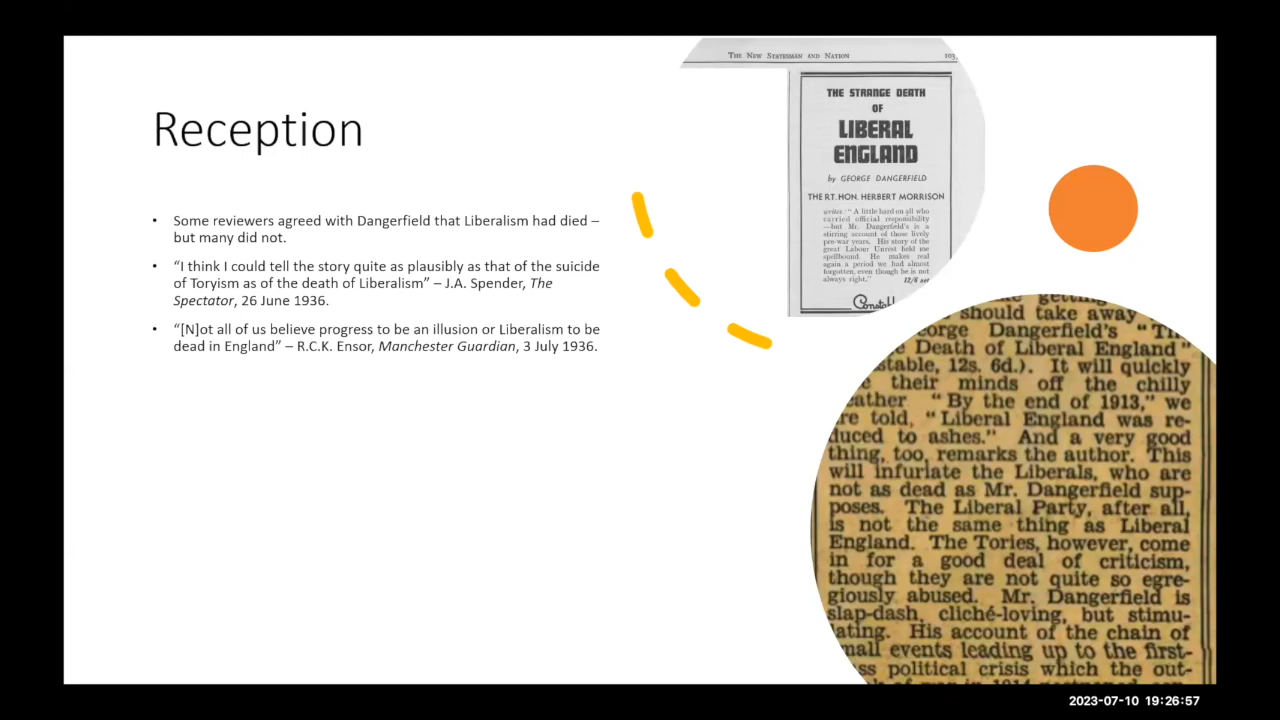 Reception
• Some reviewers agreed with Dangerfield that Liberalism had died –
but many did not.
• “I think I could tell the story quite as plausibly as that of the suicide
of Toryism as of the death of Liberalism” – J.A. Spender, The
Spectator, 26 June 1936.
• “[N]ot all of us believe progress to be an illusion or Liberalism to be
dead in England” – R.C.K. Ensor, Manchester Guardian, 3 July 1936.
THE NEW STATESMAN AND NATION 103
THE STRANGE DEATH
OF
LIBERAL
ENGLAND
by GEORGE DANGERFIELD
THE RT. HON. HERBERT MORRISON
writes: “A little hard on all who
carried official responsibility
—but Mr. Dangerfield's is a
stirring account of those lively
pre-war years. His story of the
great Labour Unrest held me
spellbound. He makes real
again a period we had almost
forgotten, even though he is not
always right.” 12/6
getting
should take away
orge Dangerfield's “Th
Death of Liberal England”
stable, 12s. 6d.). It will quickly
their minds off the chilly
ather “By the end of 1913,” we
re told, “Liberal England was re-
duced to ashes.” And a very good
thing, too, remarks the author. This
will infuriate the Liberals, who are
not as dead as Mr. Dangerfield sup-
poses. The Liberal Party, after all,
is not the same thing as Liberal
England. The Tories, however, come
in for a good deal of criticism,
though they are not quite so egre-
giously abused. Mr. Dangerfield is
slap-dash, cliché-loving, but stimu-
lating. His account of the chain of
mall events leading up to the first-
ss political crisis which the out-
2023-07-10 19:26:57